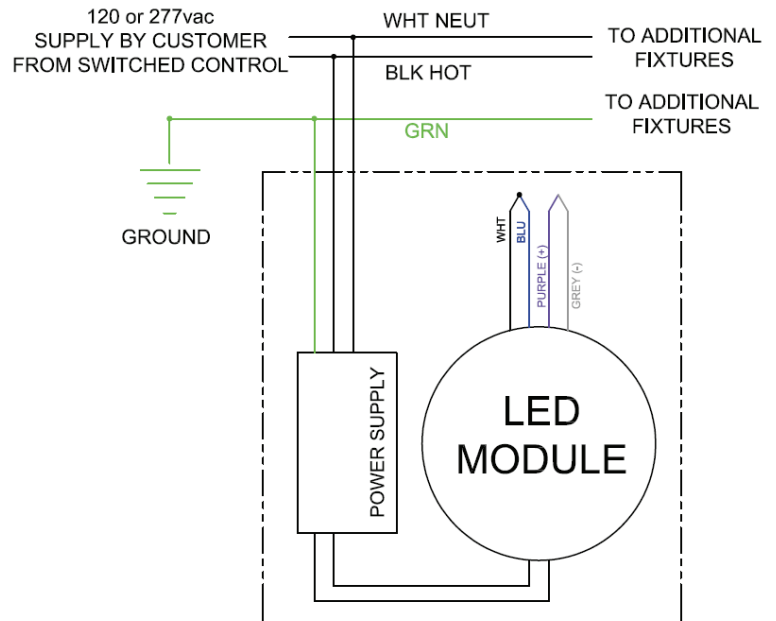 120 or 277vac
SUPPLY BY CUSTOMER
FROM SWITCHED CONTROL
WHT NEUT
BLK HOT
TO ADDITIONAL
FIXTURES
TO ADDITIONAL
FIXTURES
GRN
GROUND
WHT
BLU
PURPLE (+)
GREY (-)
POWER SUPPLY
LED
MODULE